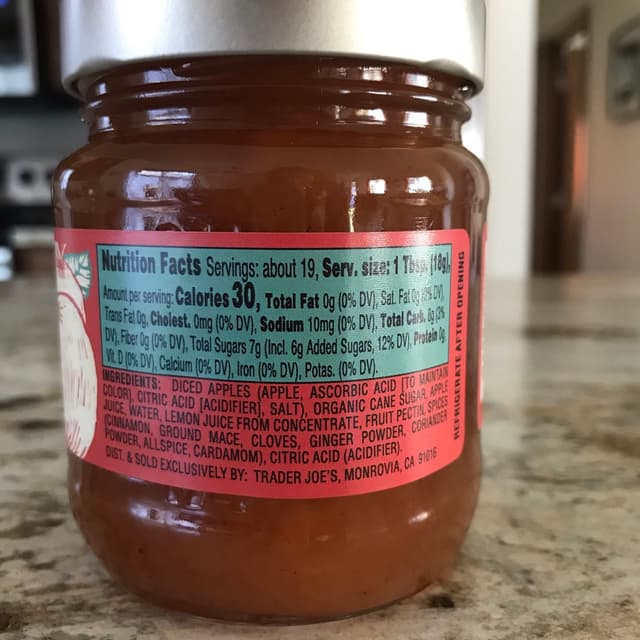 Nutrition Facts Servings: about 19, Serv. size: 1 Tbsp. (18g),
Amount per serving: Calories 30, Total Fat 0g (0% DV), Sat. Fat 0g (0% DV),
Trans Fat 0g, Cholest. 0mg (0% DV), Sodium 10mg (0% DV), Total Carb. 8g (3%
DV), Fiber 0g (0% DV), Total Sugars 7g (Incl. 6g Added Sugars, 12% DV), Protein 0g,
Vit. D (0% DV), Calcium (0% DV), Iron (0% DV), Potas. (0% DV).
INGREDIENTS: DICED APPLES (APPLE, ASCORBIC ACID [TO MAINTAIN
COLOR], CITRIC ACID [ACIDIFIER], SALT), ORGANIC CANE SUGAR, APPLE
JUICE, WATER, LEMON JUICE FROM CONCENTRATE, FRUIT PECTIN, SPICES
(CINNAMON, GROUND MACE, CLOVES, GINGER POWDER, CORIANDER
POWDER, ALLSPICE, CARDAMOM), CITRIC ACID (ACIDIFIER).
DIST. & SOLD EXCLUSIVELY BY: TRADER JOE'S, MONROVIA, CA 91016
REFRIGERATE AFTER OPENING